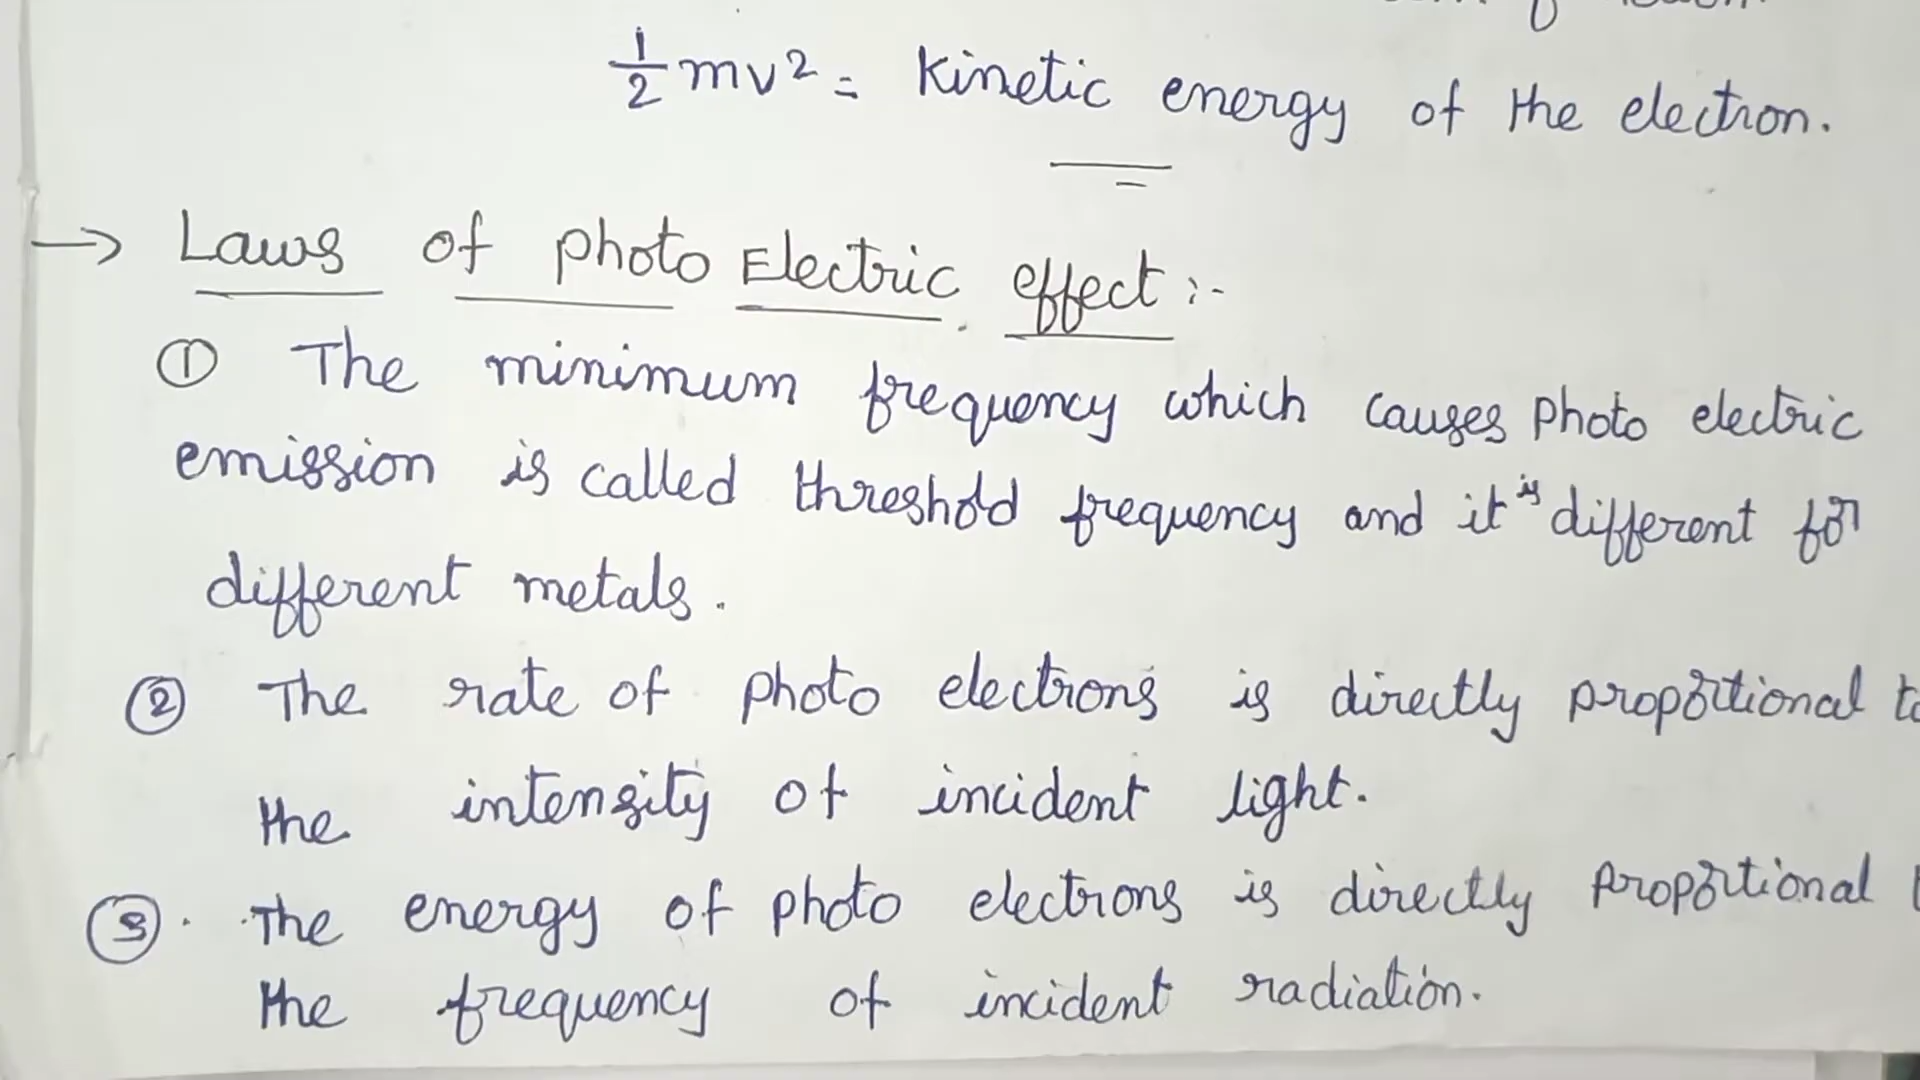 ½mv² = Kinetic energy of the electron.
→ Laws of photo Electric effect :-
① The minimum frequency which causes photo electric
emission is called threshold frequency and it is different for
different metals.
② The rate of photo electrons is directly proportional to
the intensity of incident light.
③. The energy of photo electrons is directly proportional
the frequency of incident radiation.